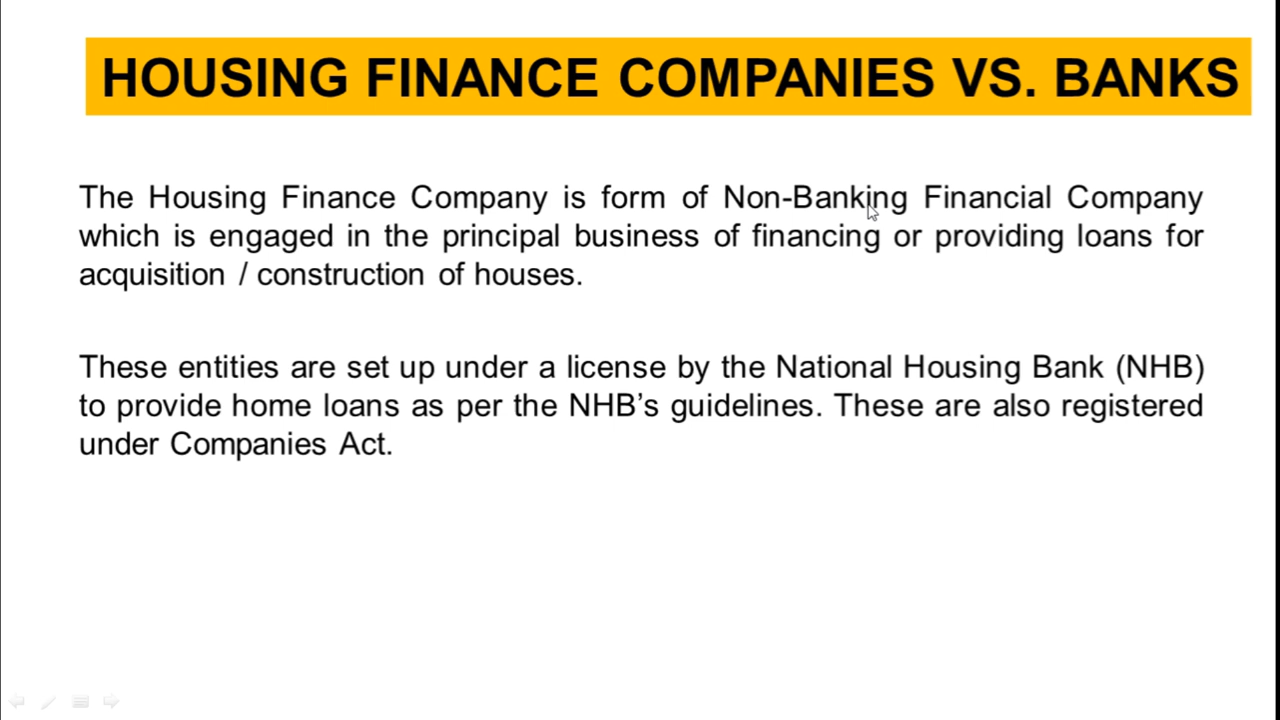 HOUSING FINANCE COMPANIES VS. BANKS
The Housing Finance Company is form of Non-Banking Financial Company
which is engaged in the principal business of financing or providing loans for
acquisition / construction of houses.
These entities are set up under a license by the National Housing Bank (NHB)
to provide home loans as per the NHB’s guidelines. These are also registered
under Companies Act.